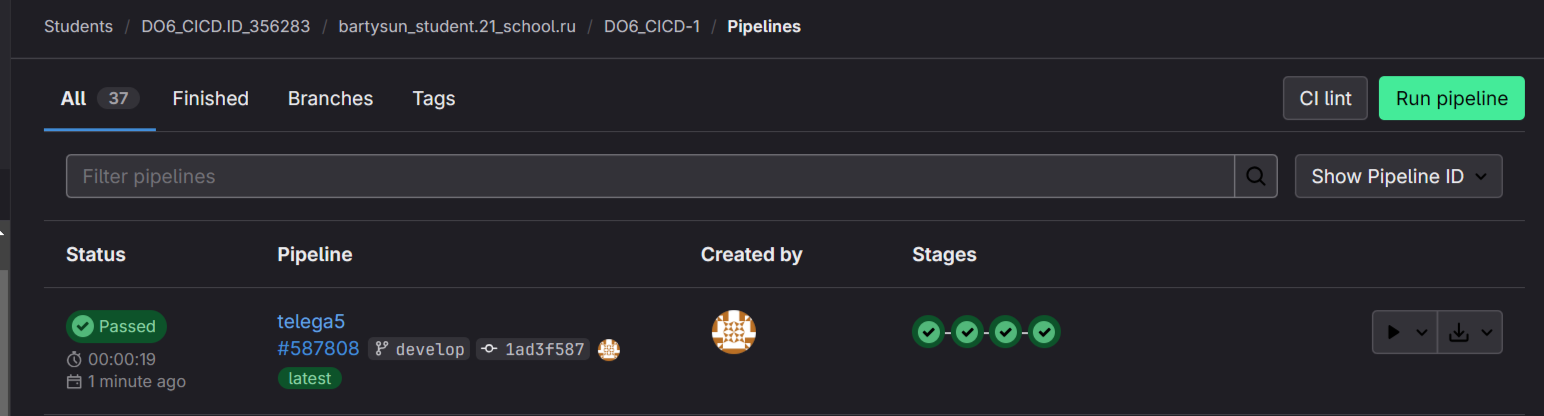 Students / DO6_CICD.ID_356283 / bartysun_student.21_school.ru / DO6_CICD-1 / Pipelines
All 37 Finished Branches Tags CI lint Run pipeline
Filter pipelines Show Pipeline ID
Status Pipeline Created by Stages
Passed telega5
#587808 develop 1ad3f587
00:00:19
latest
1 minute ago